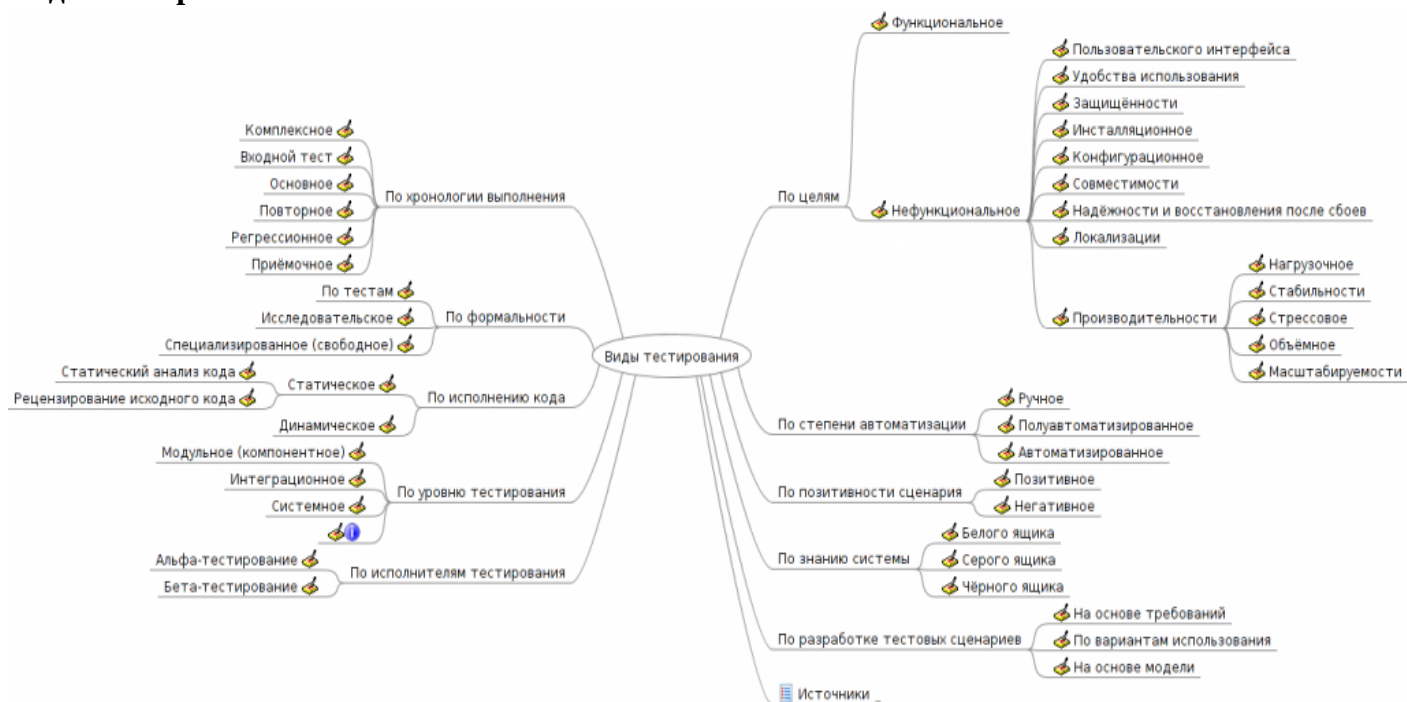 Функциональное
Пользовательского интерфейса
Удобства использования
Защищённости
Инсталляционное
Конфигурационное
Совместимости
Надёжности и восстановления после сбоев
Локализации
Нефункциональное
По целям
Нагрузочное
Стабильности
Стрессовое
Объёмное
Масштабируемости
Производительности
Комплексное
Входной тест
Основное
Повторное
Регрессионное
Приёмочное
По хронологии выполнения
По тестам
Исследовательское
Специализированное (свободное)
По формальности
Виды тестирования
Статический анализ кода
Рецензирование исходного кода
Статическое
Динамическое
По исполнению кода
Модульное (компонентное)
Интеграционное
Системное
По уровню тестирования
Альфа-тестирование
Бета-тестирование
По исполнителям тестирования
По степени автоматизации
Ручное
Полуавтоматизированное
Автоматизированное
По позитивности сценария
Позитивное
Негативное
По знанию системы
Белого ящика
Серого ящика
Чёрного ящика
По разработке тестовых сценариев
На основе требований
По вариантам использования
На основе модели
Источники